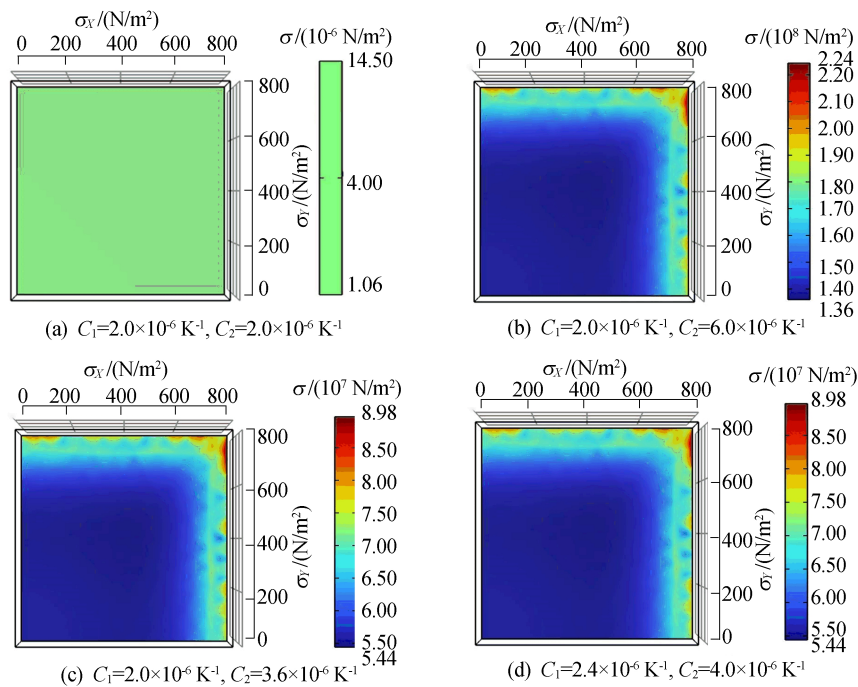 σX/(N/m²)
0 200 400 600 800
σ/(10-6 N/m²)
14.50
4.00
1.06
800
600
400
200
0
σY/(N/m²)
(a) C1=2.0×10-6 K-1, C2=2.0×10-6 K-1
σX/(N/m²)
0 200 400 600 800
σ/(10⁸ N/m²)
2.24
2.20
2.10
2.00
1.90
1.80
1.70
1.60
1.50
1.40
1.36
800
600
400
200
0
σY/(N/m²)
(b) C1=2.0×10-6 K-1, C2=6.0×10-6 K-1
σX/(N/m²)
0 200 400 600 800
σ/(10⁷ N/m²)
8.98
8.50
8.00
7.50
7.00
6.50
6.00
5.50
5.44
800
600
400
200
0
σY/(N/m²)
(c) C1=2.0×10-6 K-1, C2=3.6×10-6 K-1
σX/(N/m²)
0 200 400 600 800
σ/(10⁷ N/m²)
8.98
8.50
8.00
7.50
7.00
6.50
6.00
5.50
5.44
800
600
400
200
0
σY/(N/m²)
(d) C1=2.4×10-6 K-1, C2=4.0×10-6 K-1